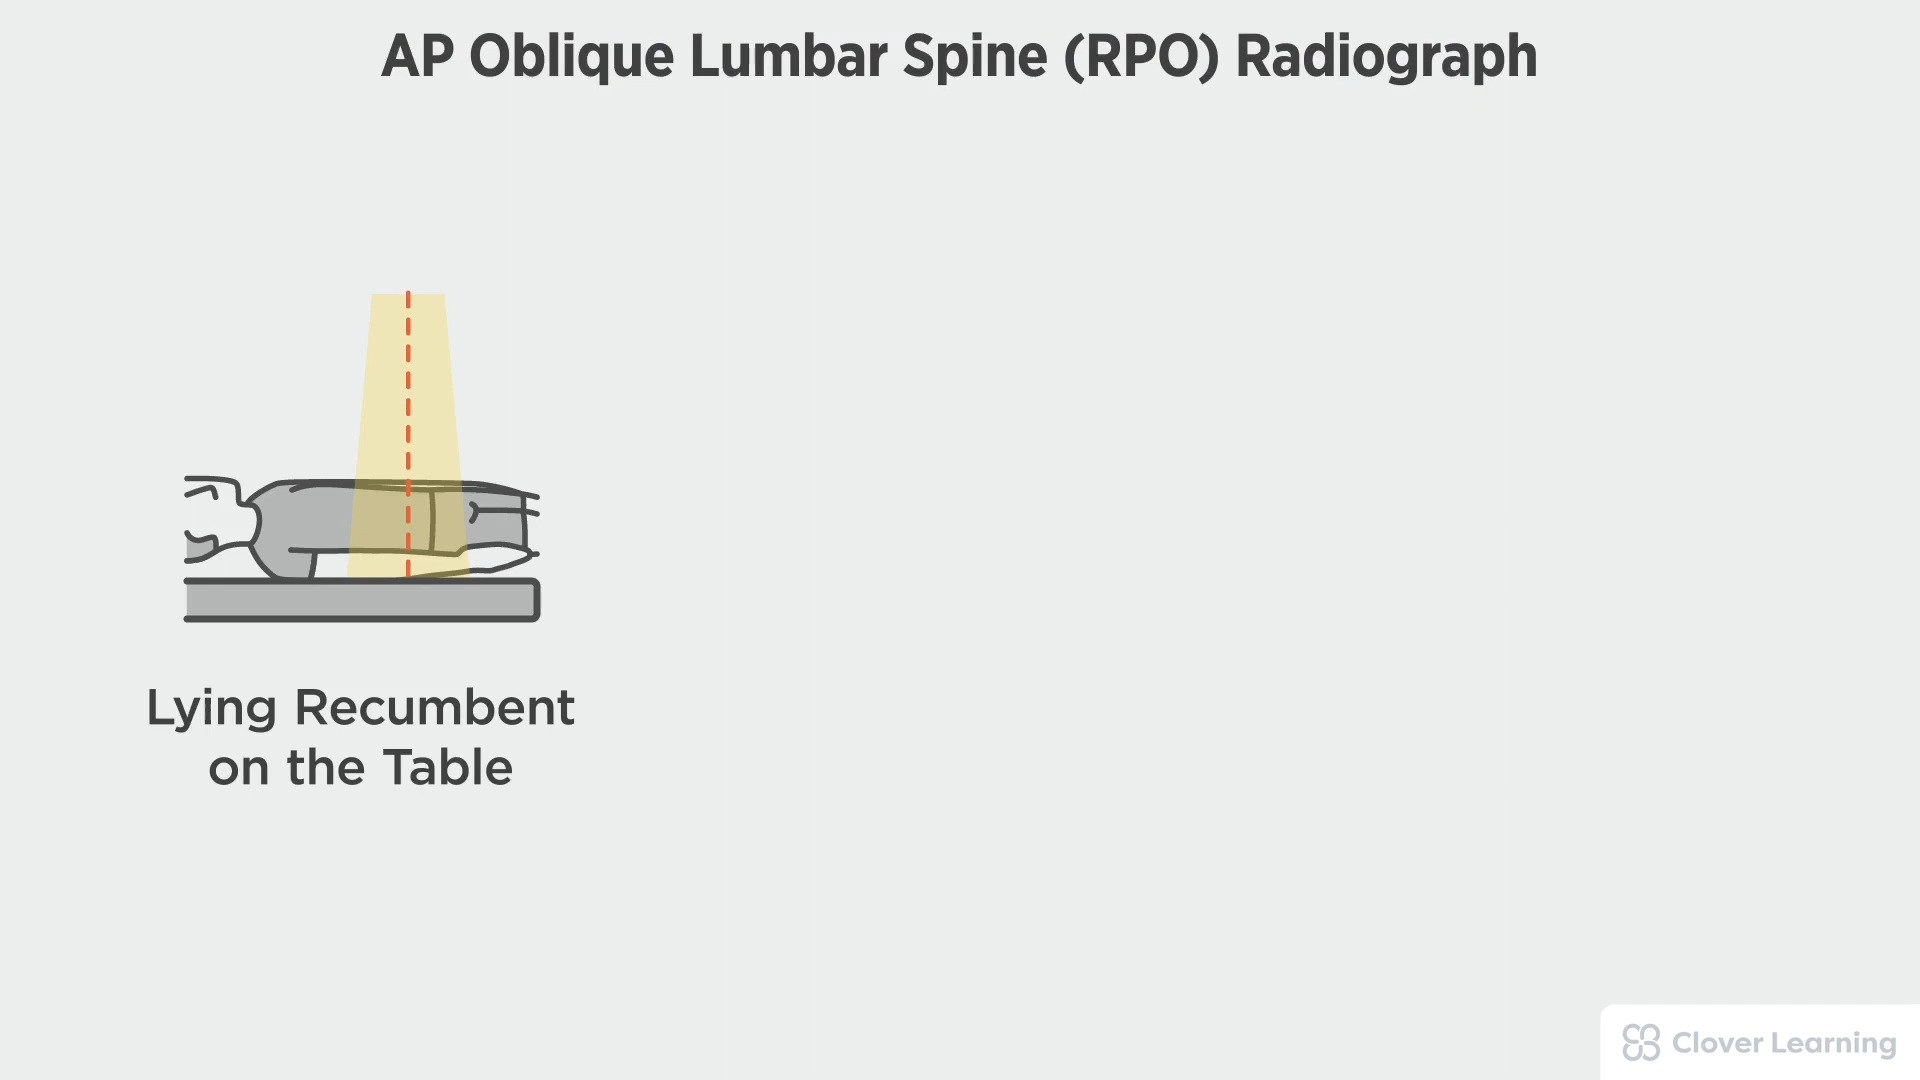 AP Oblique Lumbar Spine (RPO) Radiograph
Lying Recumbent
on the Table
Clover Learning